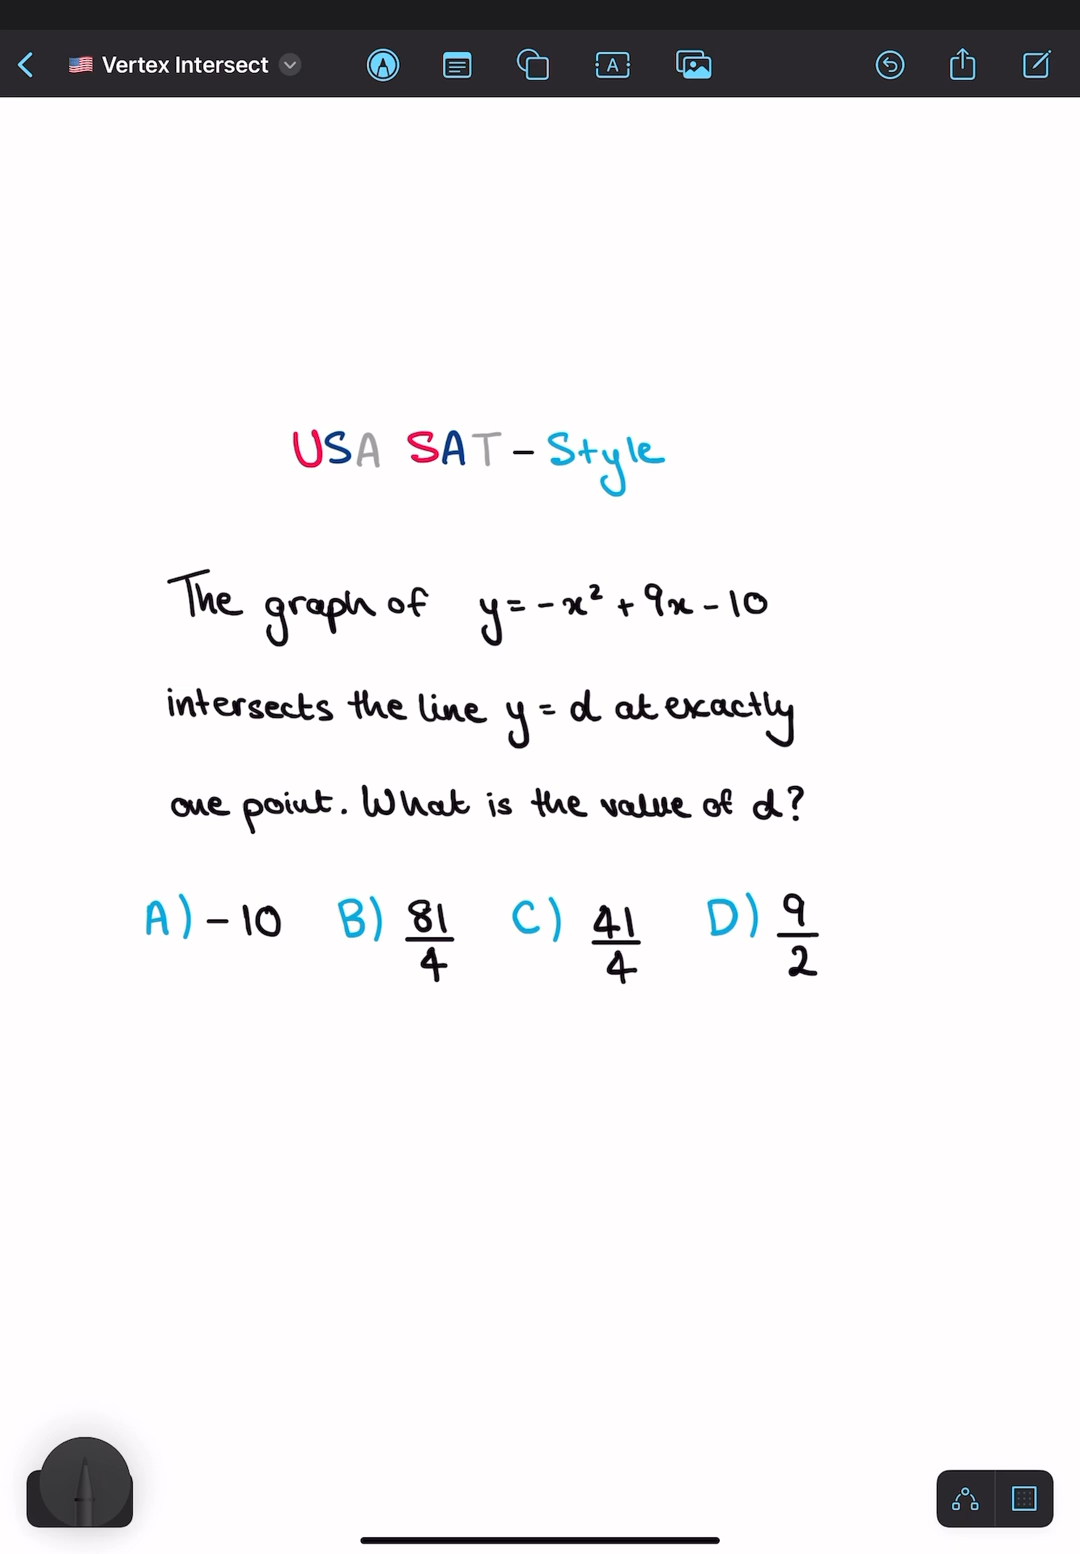 Vertex Intersect
USA SAT - Style
The graph of y = -x² + 9x - 10
intersects the line y = d at exactly
one point. What is the value of d?
A) -10 B) 81/4 C) 41/4 D) 9/2